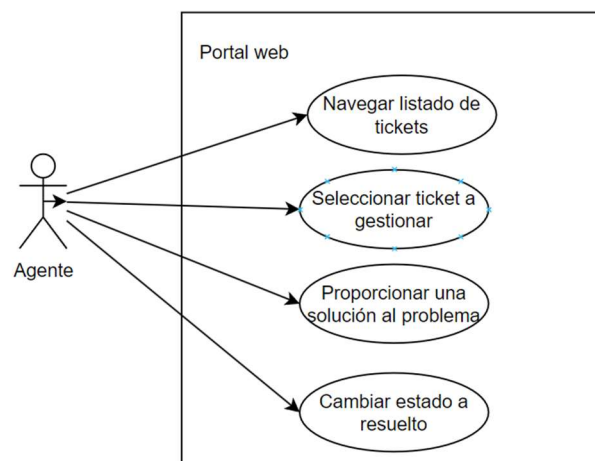 Portal web
Navegar listado de
tickets
Seleccionar ticket a
gestionar
Agente
Proporcionar una
solución al problema
Cambiar estado a
resuelto